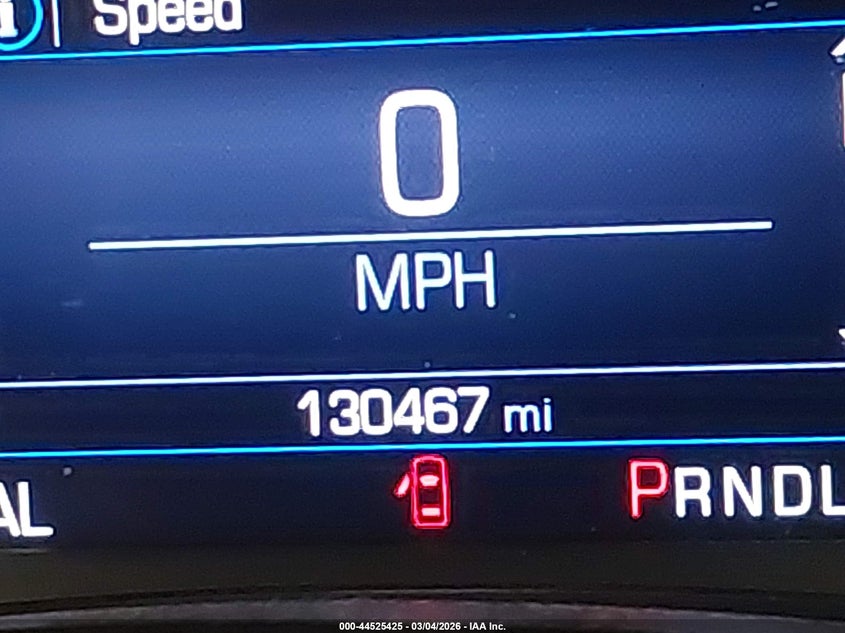 i Speed
0
MPH
130467 mi
AL PRNDL
000-44525425 - 03/04/2026 - IAA Inc.